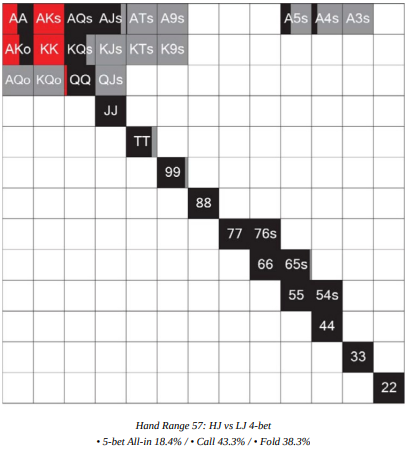 AA AKs AQs AJs ATs A9s A5s A4s A3s
AKo KK KQs KJs KTs K9s
AQo KQo QQ QJs
JJ
TT
99
88
77 76s
66 65s
55 54s
44
33
22
Hand Range 57: HJ vs LJ 4-bet
• 5-bet All-in 18.4% / • Call 43.3% / • Fold 38.3%